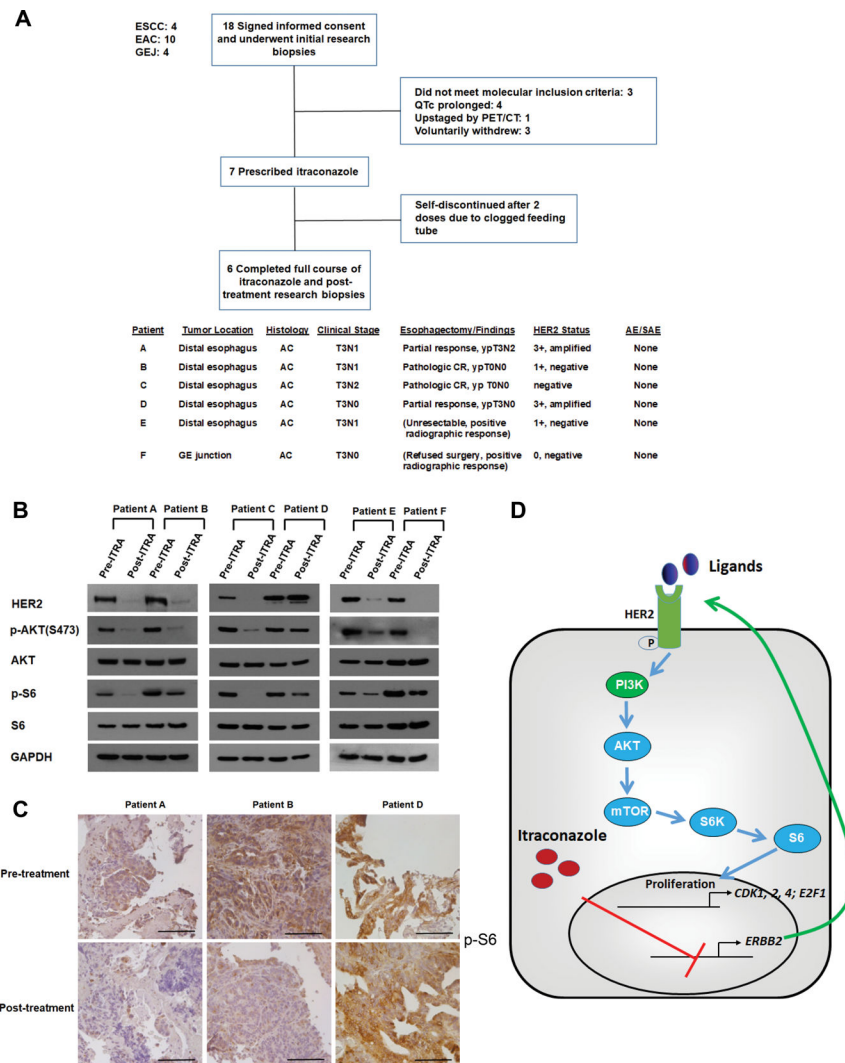 A
ESCC: 4
EAC: 10
GEJ: 4
18 Signed informed consent
and underwent initial research
biopsies
Did not meet molecular inclusion criteria: 3
QTc prolonged: 4
Upstaged by PET/CT: 1
Voluntarily withdrew: 3
7 Prescribed itraconazole
Self-discontinued after 2
doses due to clogged feeding
tube
6 Completed full course of
itraconazole and post-
treatment research biopsies
Patient Tumor Location Histology Clinical Stage Esophagectomy/Findings HER2 Status AE/SAE
A Distal esophagus AC T3N1 Partial response, ypT3N2 3+, amplified None
B Distal esophagus AC T3N1 Pathologic CR, ypT0N0 1+, negative None
C Distal esophagus AC T3N2 Pathologic CR, yp T0N0 negative None
D Distal esophagus AC T3N0 Partial response, ypT3N0 3+, amplified None
E Distal esophagus AC T3N1 (Unresectable, positive 1+, negative None
radiographic response)
F GE junction AC T3N0 (Refused surgery, positive 0, negative None
radiographic response)
B
Patient A Patient B Patient C Patient D Patient E Patient F
Pre-ITRA Post-ITRA Pre-ITRA Post-ITRA Pre-ITRA Post-ITRA Pre-ITRA Post-ITRA Pre-ITRA Post-ITRA Pre-ITRA Post-ITRA
HER2
p-AKT(S473)
AKT
p-S6
S6
GAPDH
C
Patient A Patient B Patient D
Pre-treatment
Post-treatment
p-S6
D
Ligands
HER2
P
PI3K
AKT
mTOR
S6K
S6
Itraconazole
Proliferation
CDK1, 2, 4; E2F1
ERBB2